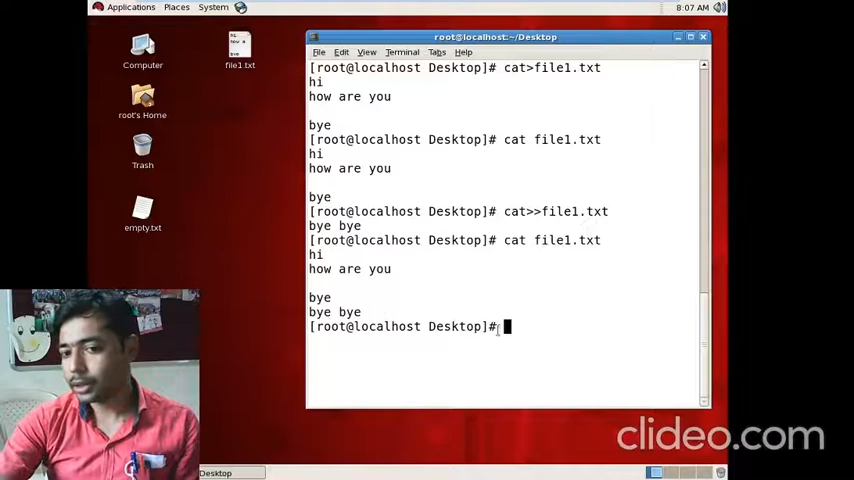 Applications Places System 8:07 AM
Computer
root's Home
Trash
empty.txt
file1.txt
hi
how a
bye
root@localhost:~/Desktop
File Edit View Terminal Tabs Help
[root@localhost Desktop]# cat>file1.txt
hi
how are you
bye
[root@localhost Desktop]# cat file1.txt
hi
how are you
bye
[root@localhost Desktop]# cat>>file1.txt
bye bye
[root@localhost Desktop]# cat file1.txt
hi
how are you
bye
bye bye
[root@localhost Desktop]#
clideo.com
Desktop